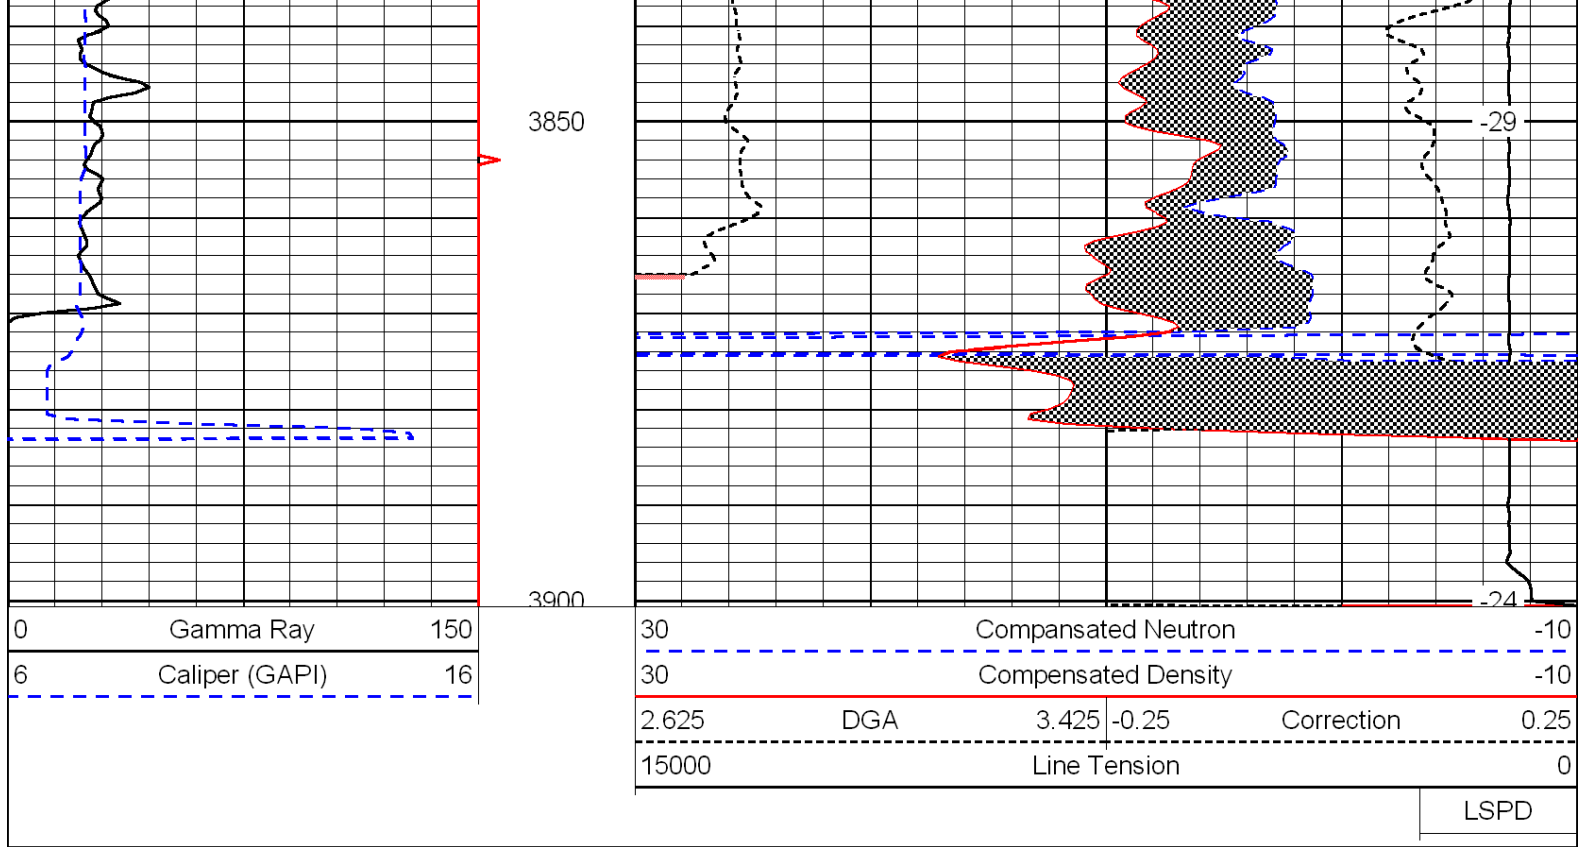 3850 -29
3900 -24
0 Gamma Ray 150
6 Caliper (GAPI) 16
30 Compansated Neutron -10
30 Compensated Density -10
2.625 DGA 3.425 -0.25 Correction 0.25
15000 Line Tension 0
LSPD